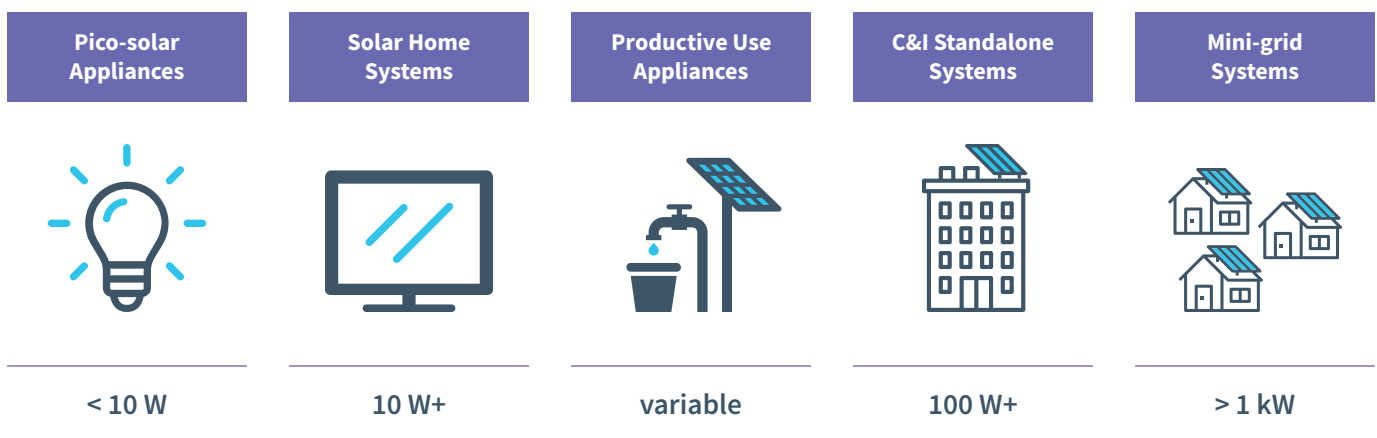 Pico-solar
Appliances
Solar Home
Systems
Productive Use
Appliances
C&I Standalone
Systems
Mini-grid
Systems
< 10 W
10 W+
variable
100 W+
> 1 kW